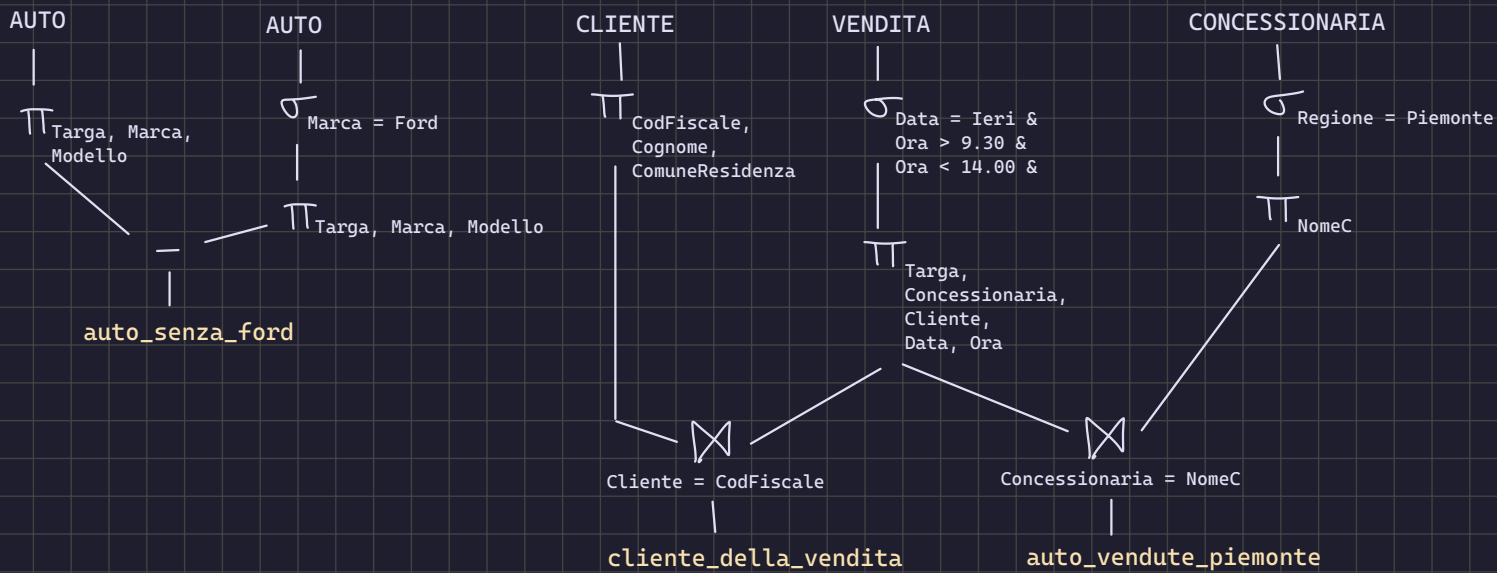 AUTO
AUTO
CLIENTE
VENDITA
CONCESSIONARIA
π
Targa, Marca,
Modello
σ
Marca = Ford
π
Targa, Marca, Modello
−
auto_senza_ford
π
CodFiscale,
Cognome,
ComuneResidenza
σ
Data = Ieri &
Ora > 9.30 &
Ora < 14.00 &
π
Targa,
Concessionaria,
Cliente,
Data, Ora
σ
Regione = Piemonte
π
NomeC
⋈
Cliente = CodFiscale
cliente_della_vendita
⋈
Concessionaria = NomeC
auto_vendute_piemonte